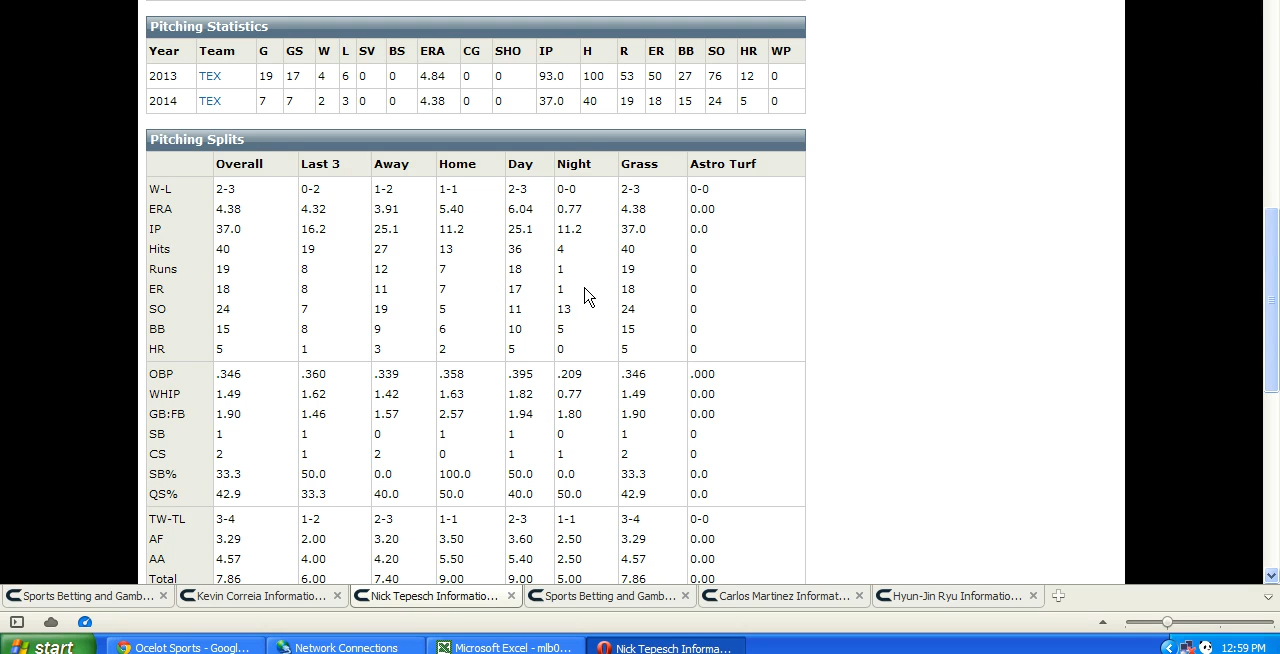 Pitching Statistics
Year Team G GS W L SV BS ERA CG SHO IP H R ER BB SO HR WP
2013 TEX 19 17 4 6 0 0 4.84 0 0 93.0 100 53 50 27 76 12 0
2014 TEX 7 7 2 3 0 0 4.38 0 0 37.0 40 19 18 15 24 5 0
Pitching Splits
Overall Last 3 Away Home Day Night Grass Astro Turf
W-L 2-3 0-2 1-2 1-1 2-3 0-0 2-3 0-0
ERA 4.38 4.32 3.91 5.40 6.04 0.77 4.38 0.00
IP 37.0 16.2 25.1 11.2 25.1 11.2 37.0 0.0
Hits 40 19 27 13 36 4 40 0
Runs 19 8 12 7 18 1 19 0
ER 18 8 11 7 17 1 18 0
SO 24 7 19 5 11 13 24 0
BB 15 8 9 6 10 5 15 0
HR 5 1 3 2 5 0 5 0
OBP .346 .360 .339 .358 .395 .209 .346 .000
WHIP 1.49 1.62 1.42 1.63 1.82 0.77 1.49 0.00
GB:FB 1.90 1.46 1.57 2.57 1.94 1.80 1.90 0.00
SB 1 1 0 1 1 0 1 0
CS 2 1 2 0 1 1 2 0
SB% 33.3 50.0 0.0 100.0 50.0 0.0 33.3 0.0
QS% 42.9 33.3 40.0 50.0 40.0 50.0 42.9 0.0
TW-TL 3-4 1-2 2-3 1-1 2-3 1-1 3-4 0-0
AF 3.29 2.00 3.20 3.50 3.60 2.50 3.29 0.00
AA 4.57 4.00 4.20 5.50 5.40 2.50 4.57 0.00
Total 7.86 6.00 7.40 9.00 9.00 5.00 7.86 0.00
Sports Betting and Gamb... Kevin Correia Informatio... Nick Tepesch Informatio... Sports Betting and Gamb... Carlos Martinez Informat... Hyun-Jin Ryu Informatio...
start Ocelot Sports - Googl... Network Connections Microsoft Excel - mlb0... Nick Tepesch Informa... 12:59 PM